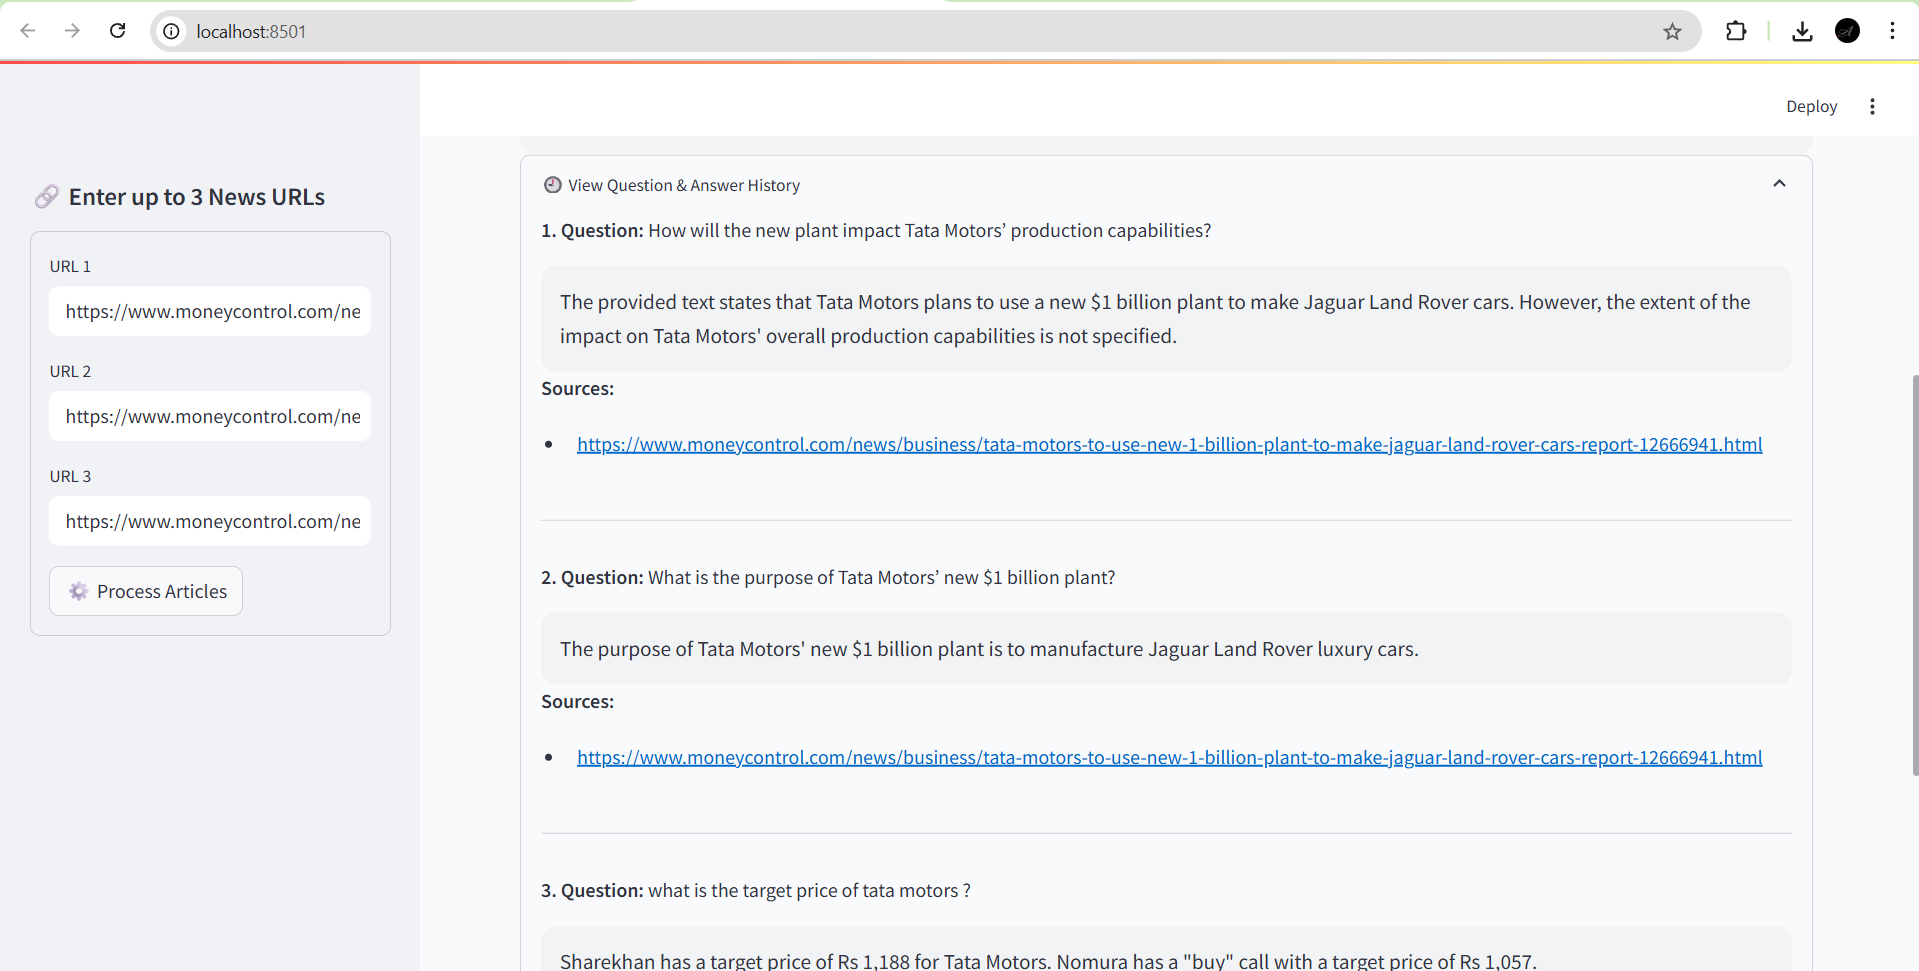 localhost:8501
Deploy
🔗 Enter up to 3 News URLs
URL 1
https://www.moneycontrol.com/ne
URL 2
https://www.moneycontrol.com/ne
URL 3
https://www.moneycontrol.com/ne
Process Articles
View Question & Answer History
1. Question: How will the new plant impact Tata Motors’ production capabilities?
The provided text states that Tata Motors plans to use a new $1 billion plant to make Jaguar Land Rover cars. However, the extent of the
impact on Tata Motors' overall production capabilities is not specified.
Sources:
• https://www.moneycontrol.com/news/business/tata-motors-to-use-new-1-billion-plant-to-make-jaguar-land-rover-cars-report-12666941.html
2. Question: What is the purpose of Tata Motors’ new $1 billion plant?
The purpose of Tata Motors' new $1 billion plant is to manufacture Jaguar Land Rover luxury cars.
Sources:
• https://www.moneycontrol.com/news/business/tata-motors-to-use-new-1-billion-plant-to-make-jaguar-land-rover-cars-report-12666941.html
3. Question: what is the target price of tata motors ?
Sharekhan has a target price of Rs 1,188 for Tata Motors. Nomura has a "buy" call with a target price of Rs 1,057.